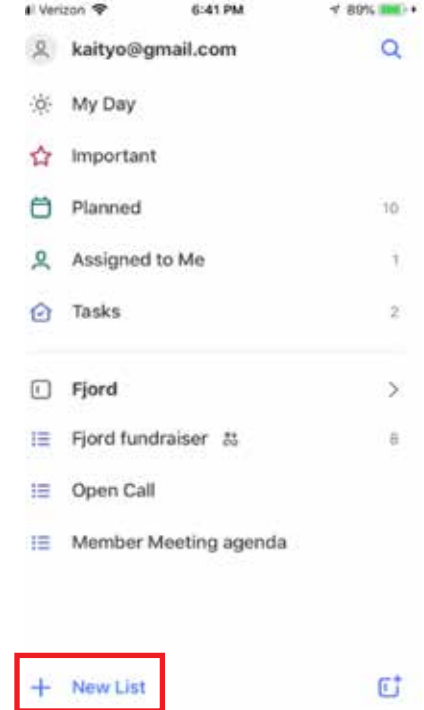 Verizon 6:41 PM 89%
kaityo@gmail.com
My Day
Important
Planned 10
Assigned to Me 1
Tasks 2
Fjord
Fjord fundraiser 8
Open Call
Member Meeting agenda
New List